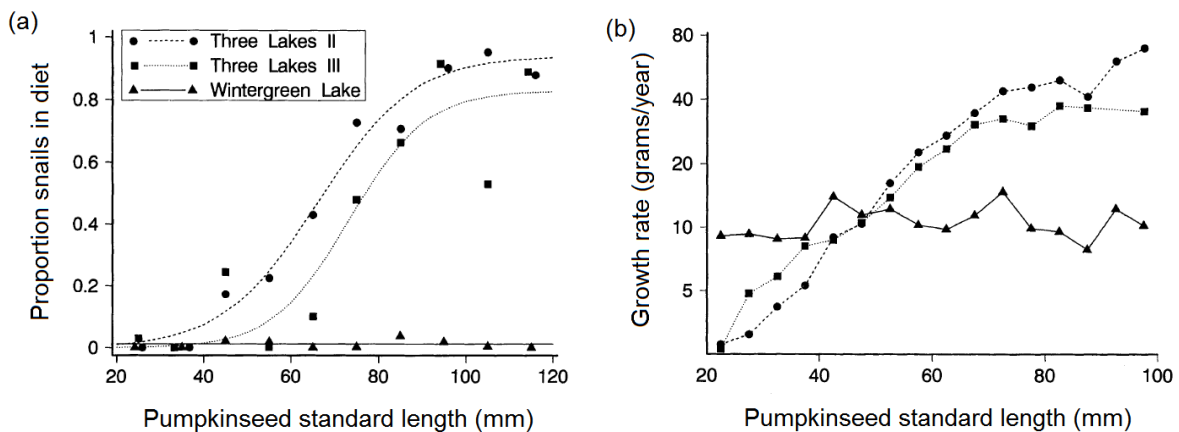 (a)
1
0.8
0.6
0.4
0.2
0
Proportion snails in diet
Three Lakes II
Three Lakes III
Wintergreen Lake
20 40 60 80 100 120
Pumpkinseed standard length (mm)
(b)
80
40
20
10
5
Growth rate (grams/year)
20 40 60 80 100
Pumpkinseed standard length (mm)